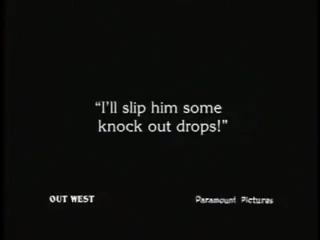 “I’ll slip him some
knock out drops!”
OUT WEST
Paramount Pictures